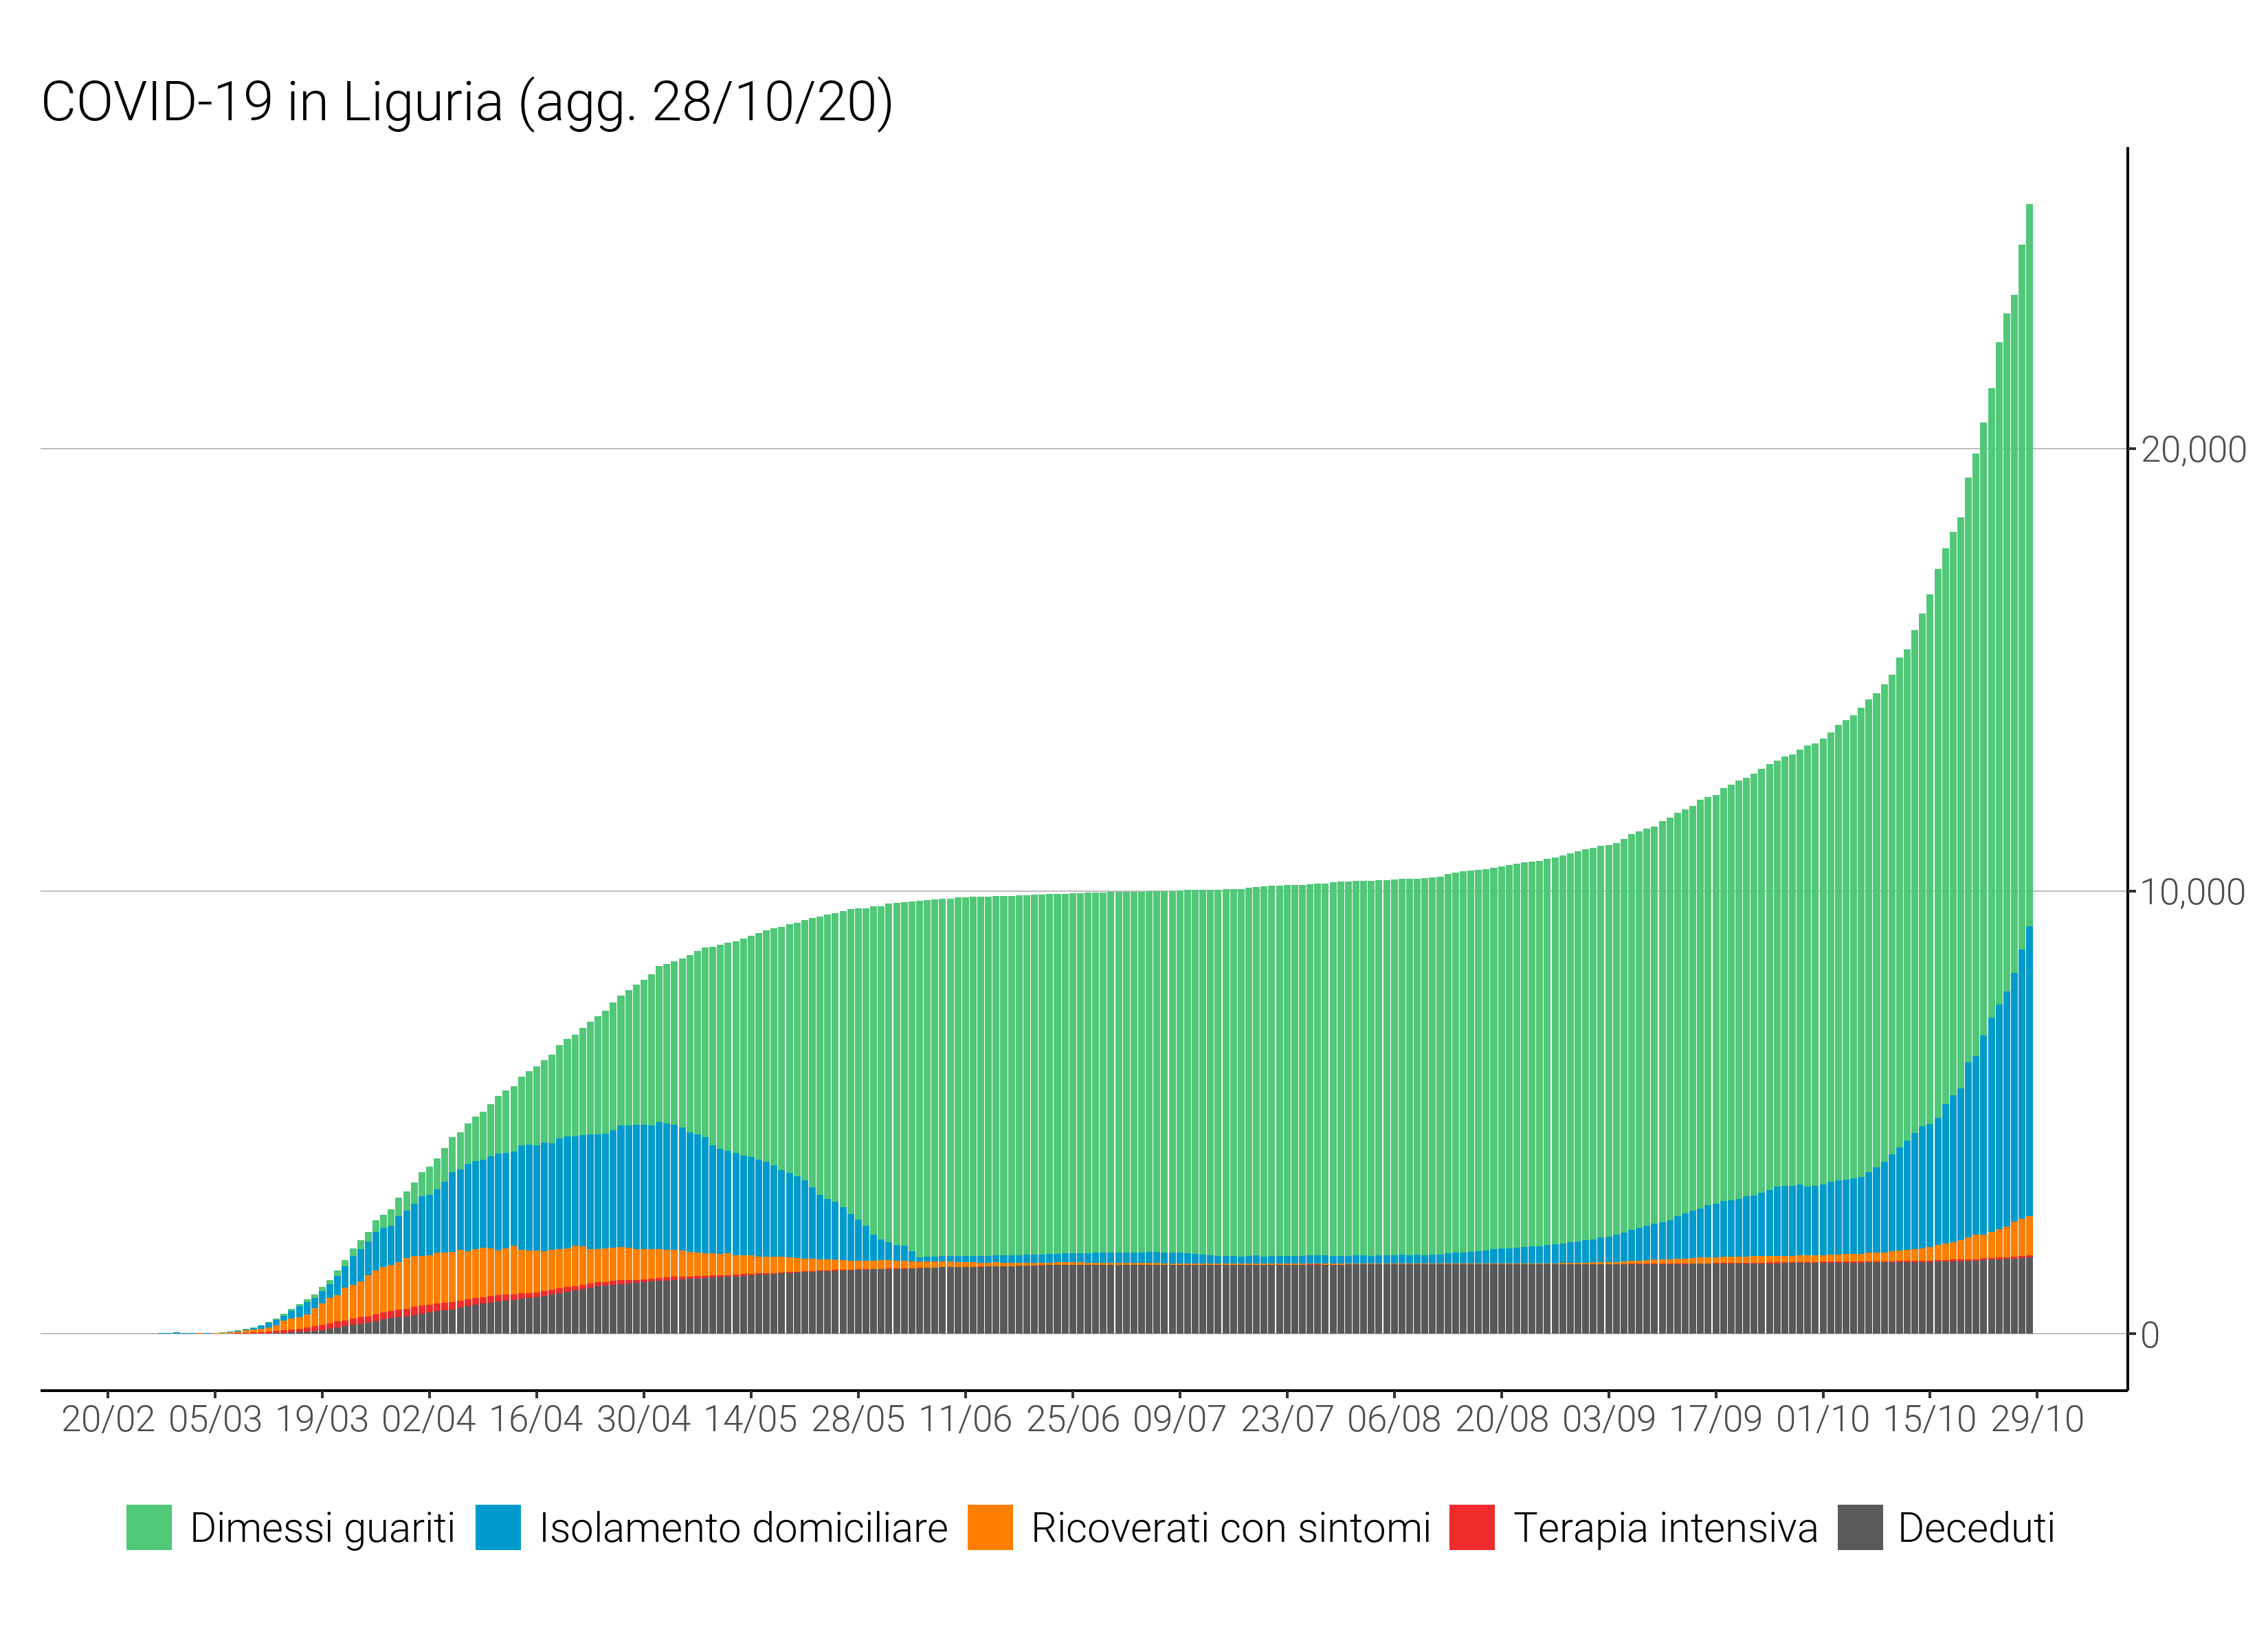 COVID-19 in Liguria (agg. 28/10/20)
20,000
10,000
0
20/02 05/03 19/03 02/04 16/04 30/04 14/05 28/05 11/06 25/06 09/07 23/07 06/08 20/08 03/09 17/09 01/10 15/10 29/10
Dimessi guariti Isolamento domiciliare Ricoverati con sintomi Terapia intensiva Deceduti